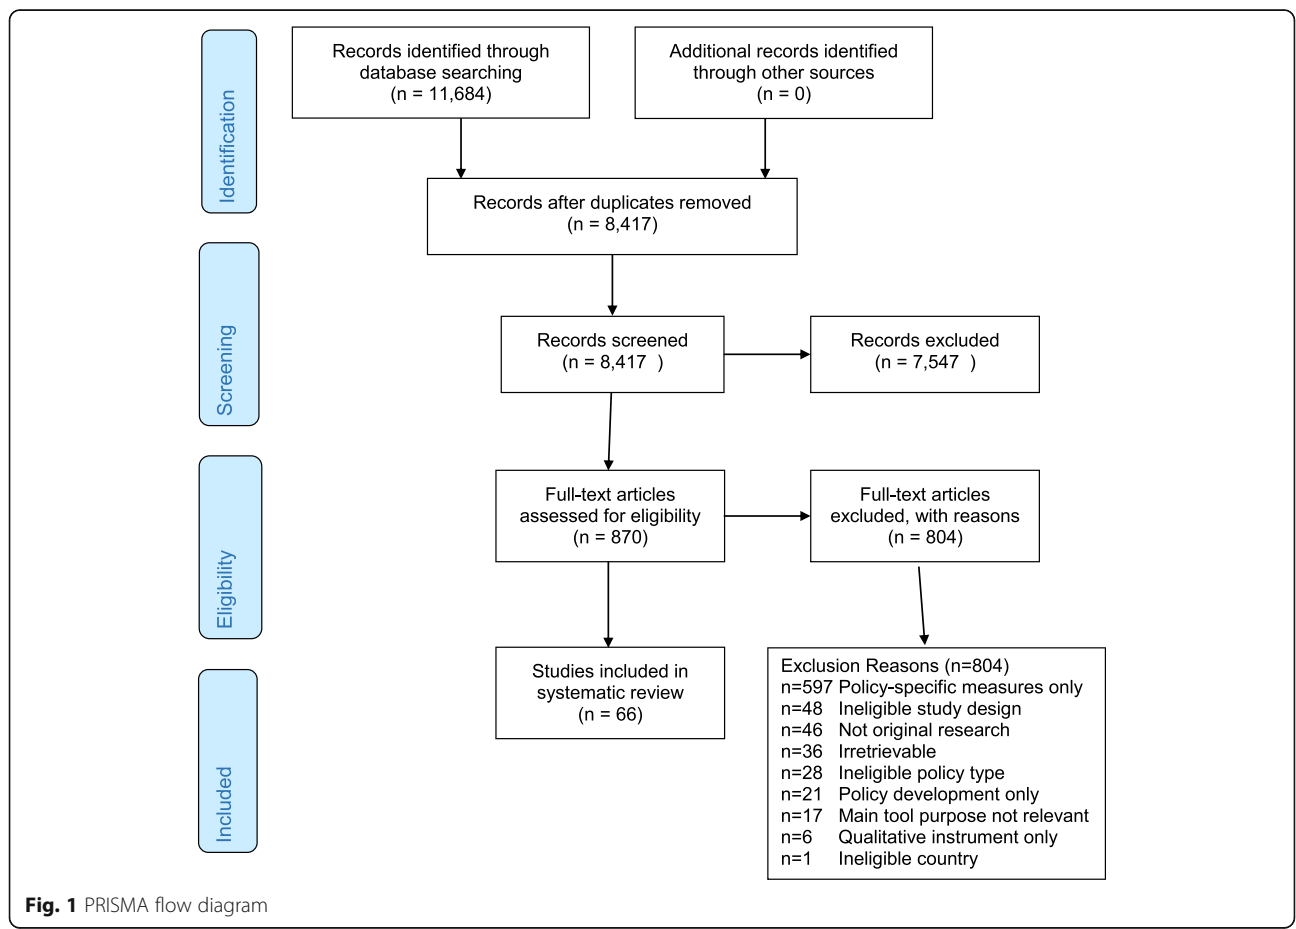 Identification
Records identified through
database searching
(n = 11,684)
Additional records identified
through other sources
(n = 0)
Records after duplicates removed
(n = 8,417)
Screening
Records screened
(n = 8,417  )
Records excluded
(n = 7,547  )
Eligibility
Full-text articles
assessed for eligibility
(n = 870)
Full-text articles
excluded, with reasons
(n = 804)
Included
Studies included in
systematic review
(n = 66)
Exclusion Reasons (n=804)
n=597 Policy-specific measures only
n=48 Ineligible study design
n=46 Not original research
n=36 Irretrievable
n=28 Ineligible policy type
n=21 Policy development only
n=17 Main tool purpose not relevant
n=6 Qualitative instrument only
n=1 Ineligible country
Fig. 1 PRISMA flow diagram